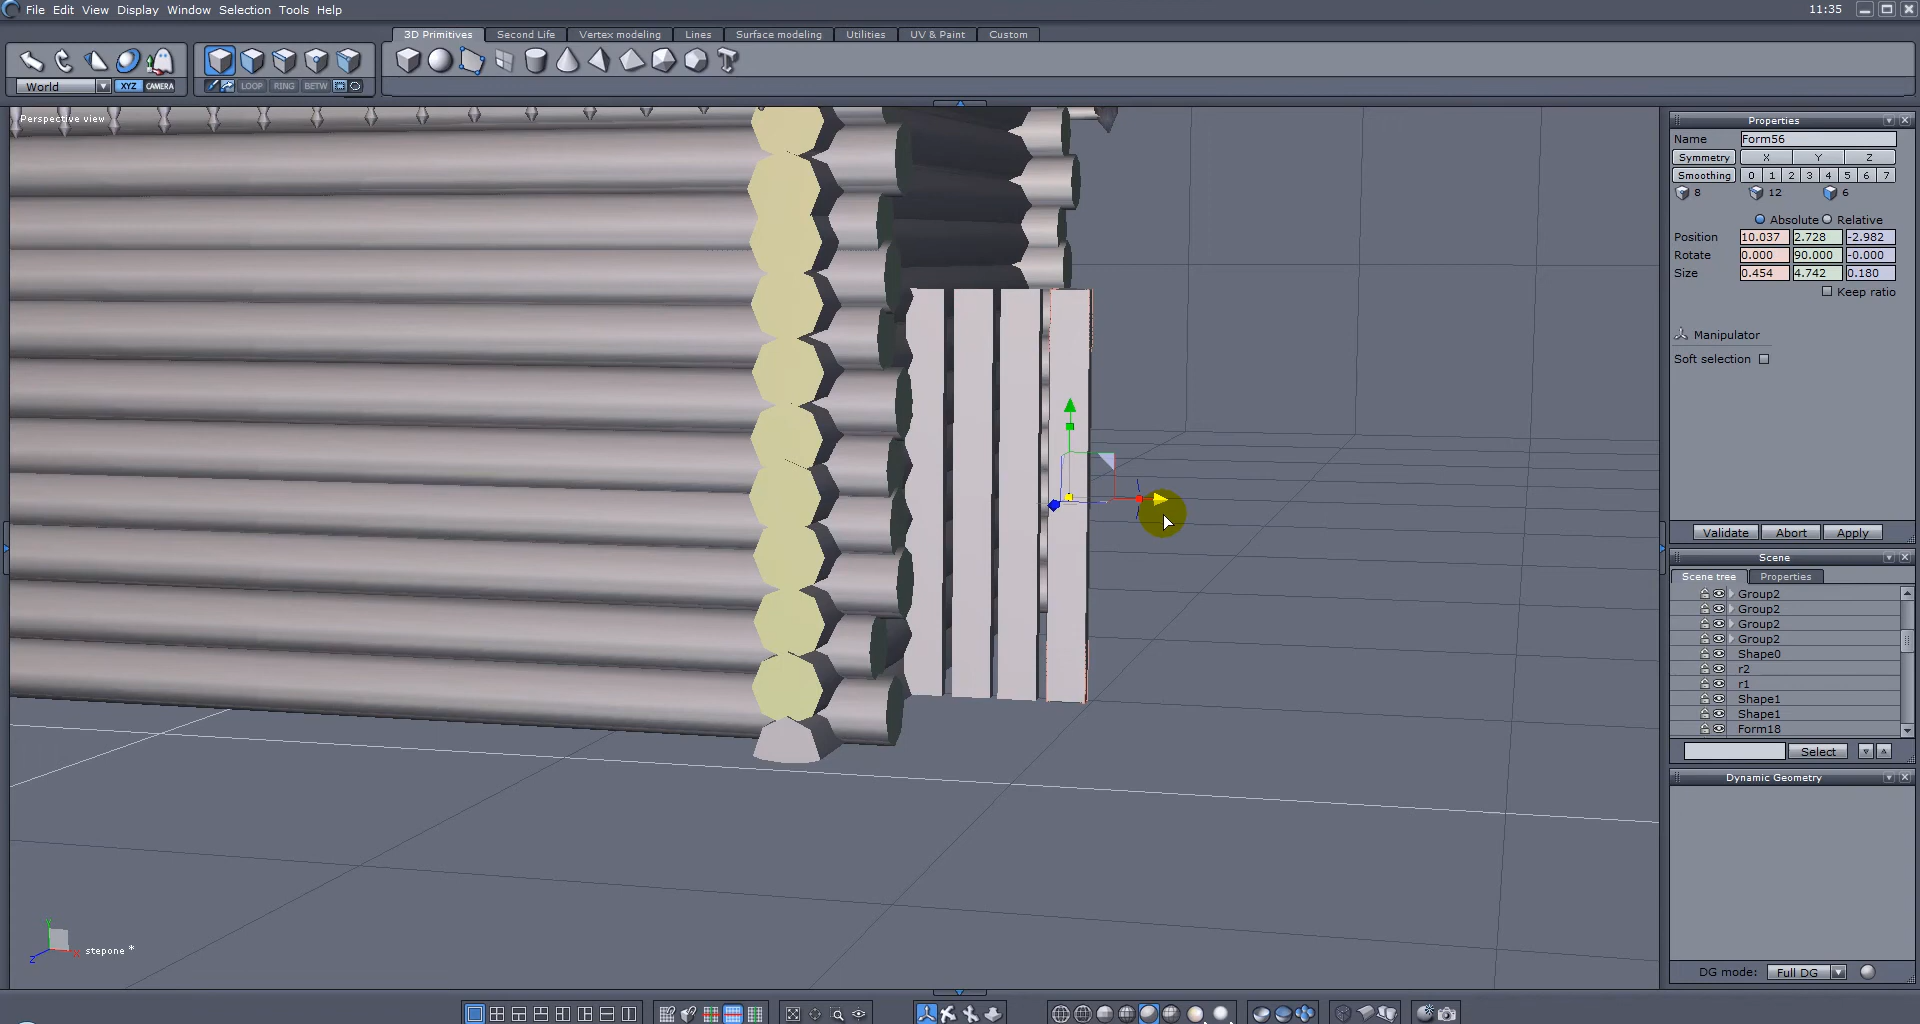 File Edit View Display Window Selection Tools Help
11:35
3D Primitives Second Life Vertex modeling Lines Surface modeling Utilities UV & Paint Custom
World XYZ CAMERA
LOOP RING BETW
Perspective view
Properties
Name Form56
Symmetry X Y Z
Smoothing 0 1 2 3 4 5 6 7
8 12 6
Absolute Relative
Position 10.037 2.728 -2.982
Rotate 0.000 90.000 -0.000
Size 0.454 4.742 0.180
Keep ratio
Manipulator
Soft selection
Validate Abort Apply
Scene
Scene tree Properties
Group2
Group2
Group2
Group2
Shape0
r2
r1
Shape1
Shape1
Form18
Select
Dynamic Geometry
DG mode: Full DG
Y
X
Z
stepone *